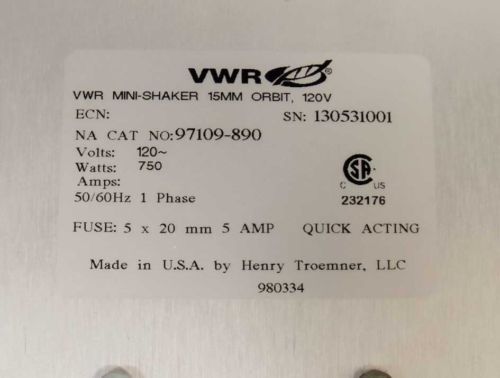 VWR®
VWR MINI-SHAKER 15MM ORBIT, 120V
ECN: SN: 130531001
NA CAT NO:97109-890
Volts: 120~
Watts: 750
Amps:
50/60Hz 1 Phase
C SA US
232176
FUSE: 5 x 20 mm 5 AMP QUICK ACTING
Made in U.S.A. by Henry Troemner, LLC
980334